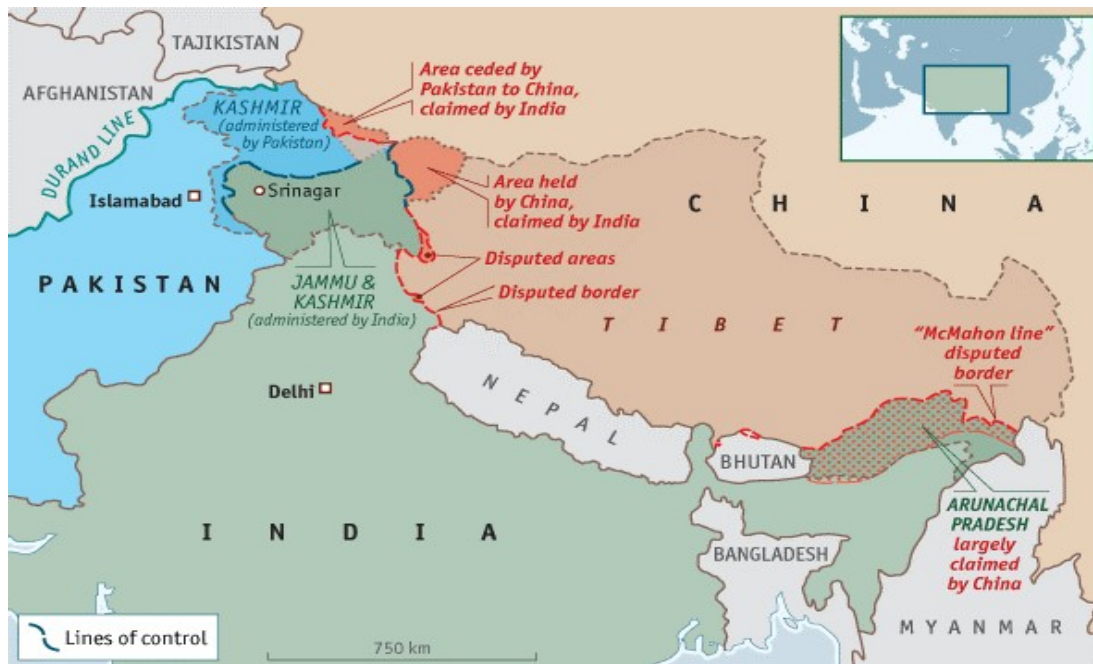 TAJIKISTAN
AFGHANISTAN
DURAND LINE
KASHMIR
(administered
by Pakistan)
Area ceded by
Pakistan to China,
claimed by India
Islamabad
Srinagar
Area held
by China,
claimed by India
C H I N A
PAKISTAN
JAMMU &
KASHMIR
(administered by India)
Disputed areas
Disputed border
T I B E T
"McMahon line"
disputed
border
Delhi
N E P A L
BHUTAN
ARUNACHAL
PRADESH
largely
claimed
by China
I N D I A
BANGLADESH
MYANMAR
Lines of control
750 km